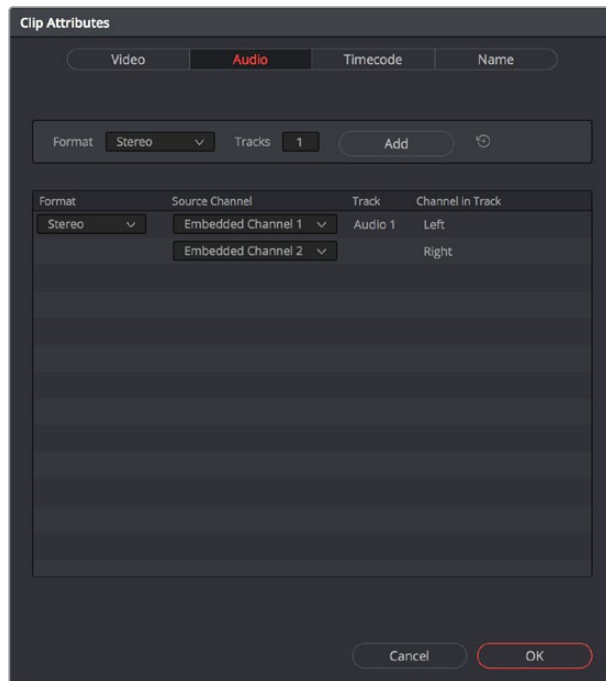 Clip Attributes
Video Audio Timecode Name
Format Stereo Tracks 1 Add
Format Source Channel Track Channel in Track
Stereo Embedded Channel 1 Audio 1 Left
Embedded Channel 2 Right
Cancel OK